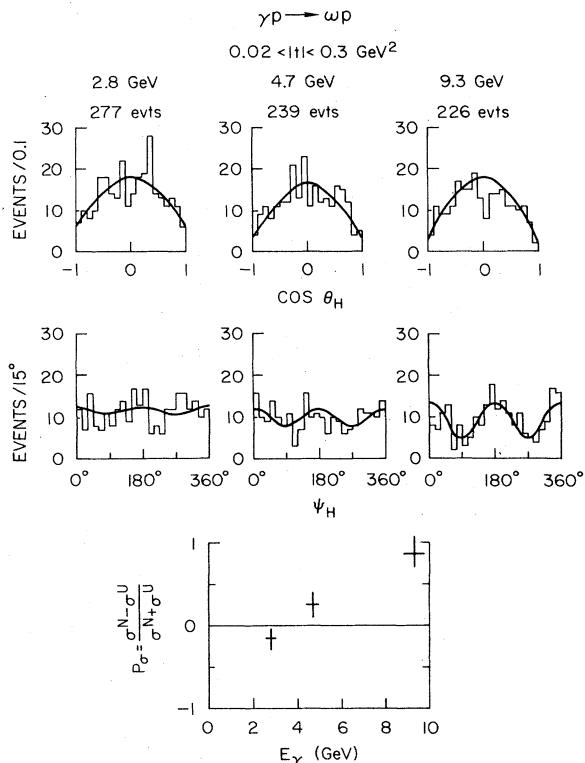 γp → ωp
0.02 <|t|< 0.3 GeV²
2.8 GeV 4.7 GeV 9.3 GeV
277 evts 239 evts 226 evts
EVENTS/0.1
30 30 30
20 20 20
10 10 10
0 0 0
-1 0 1 -1 0 1 -1 0 1
COS θH
EVENTS/15°
30 30 30
20 20 20
10 10 10
0 0 0
0° 180° 360° 0° 180° 360° 0° 180° 360°
ψH
Pσ = σᴺ-σᵁ / σᴺ+σᵁ
1
0
-1
0 2 4 6 8 10
Eγ (GeV)